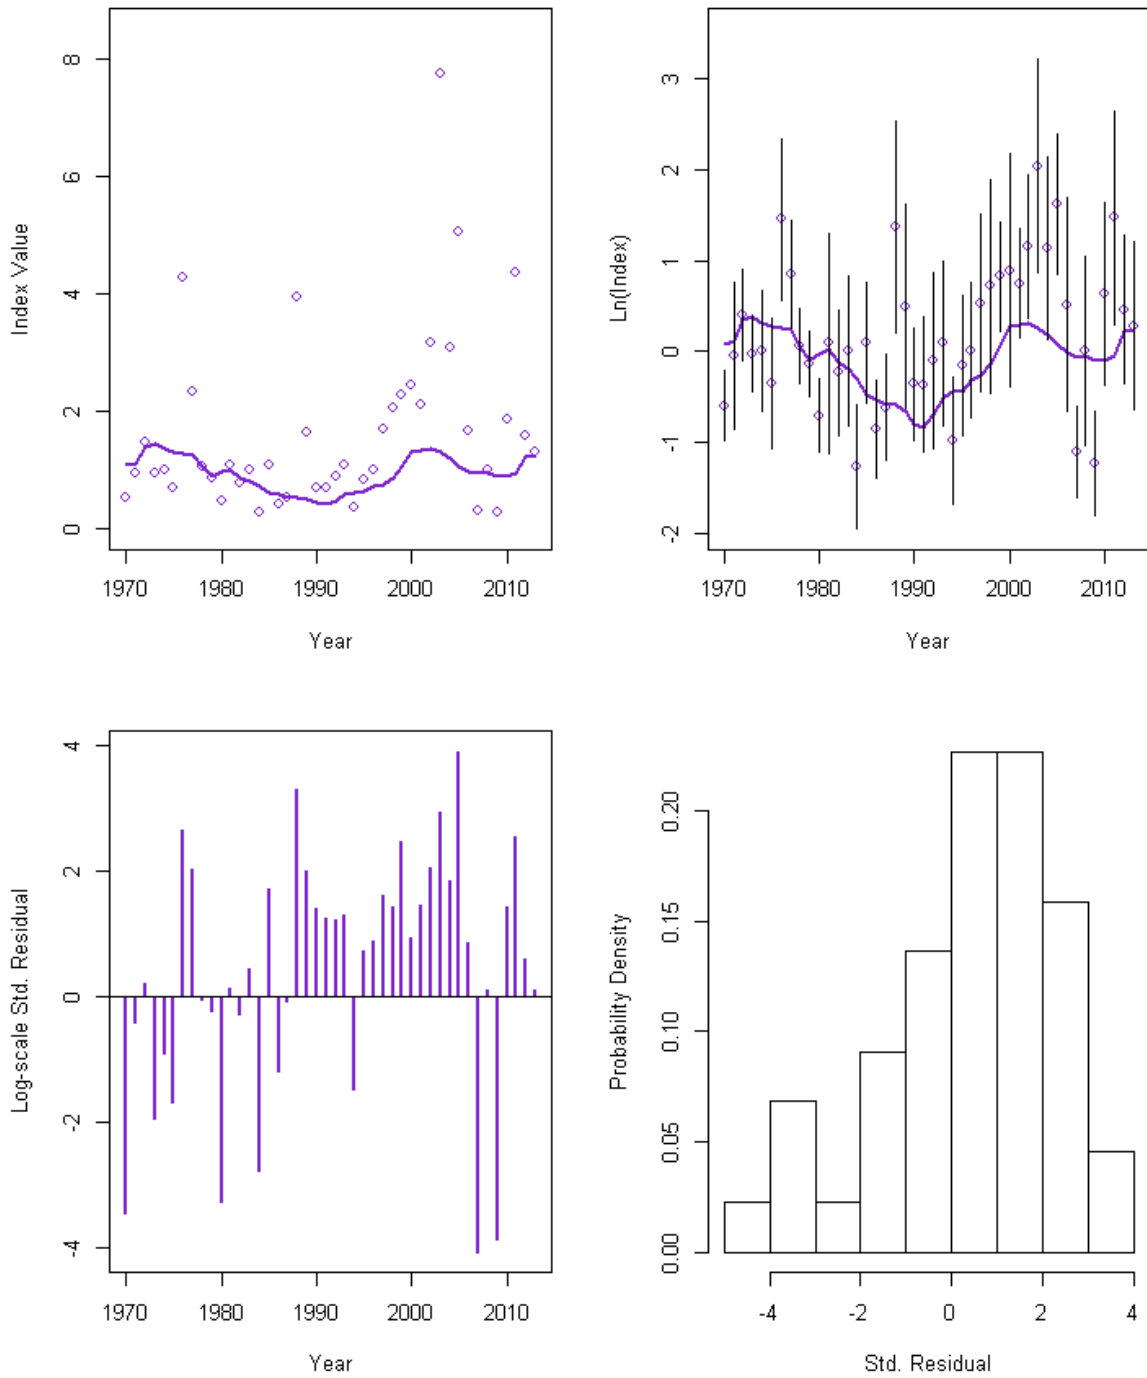 8
6
4
2
0
Index Value
1970 1980 1990 2000 2010
Year
3
2
1
0
-1
-2
Ln(Index)
1970 1980 1990 2000 2010
Year
4
2
0
-2
-4
Log-scale Std. Residual
1970 1980 1990 2000 2010
Year
0.20
0.15
0.10
0.05
0.00
Probability Density
-4 -2 0 2 4
Std. Residual